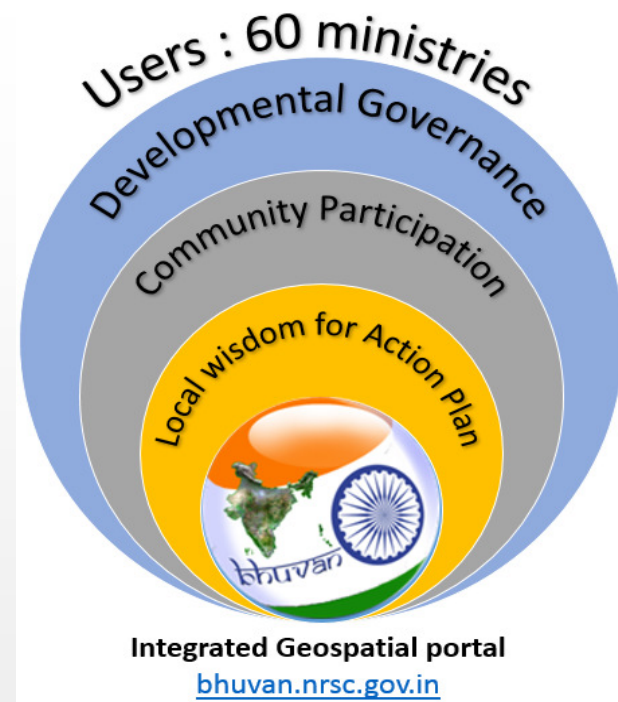 Users : 60 ministries
Developmental Governance
Community Participation
Local wisdom for Action Plan
bhuvan
Integrated Geospatial portal
bhuvan.nrsc.gov.in